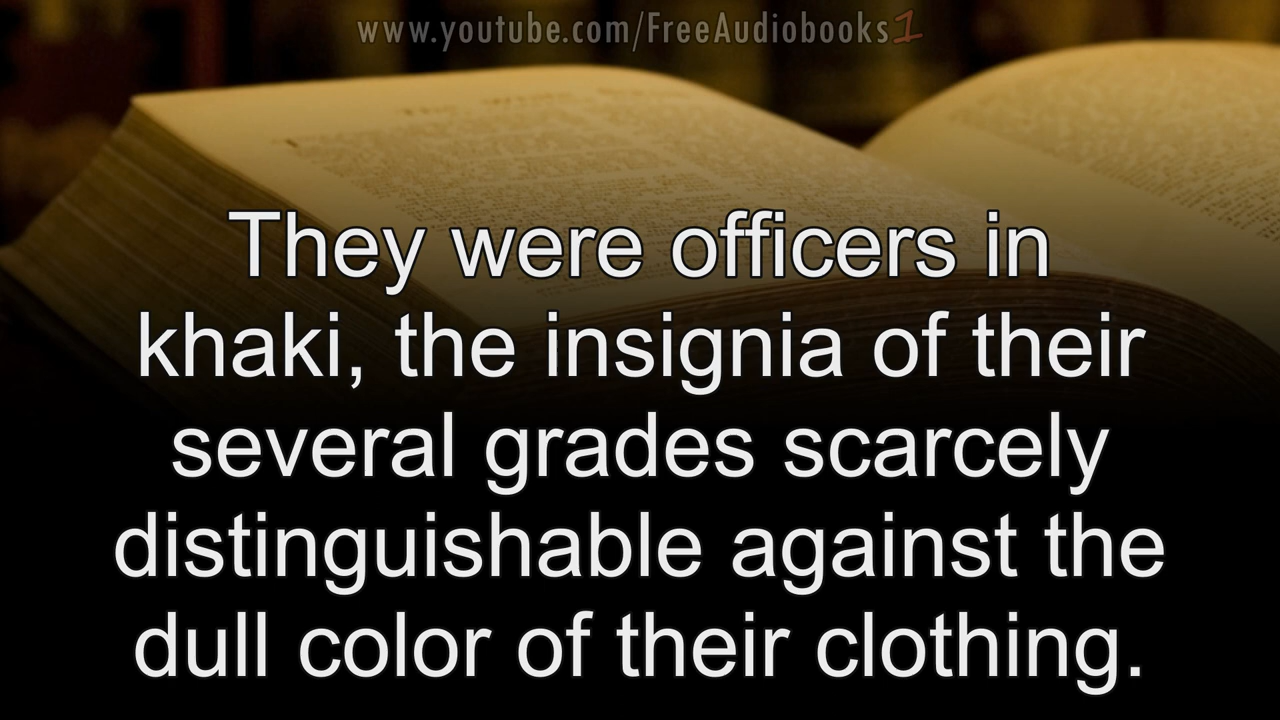 www.youtube.com/FreeAudiobooks1
They were officers in
khaki, the insignia of their
several grades scarcely
distinguishable against the
dull color of their clothing.